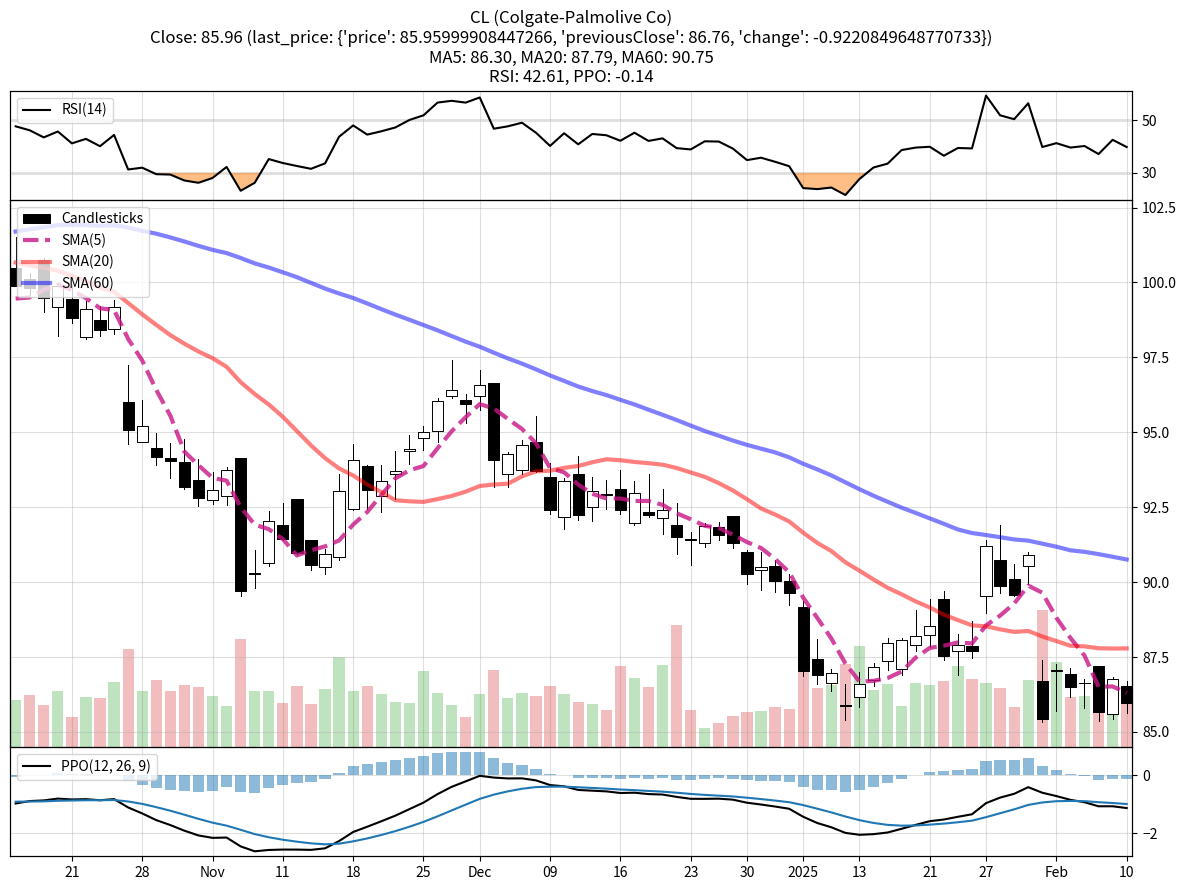 CL (Colgate-Palmolive Co)
Close: 85.96 (last_price: {'price': 85.95999908447266, 'previousClose': 86.76, 'change': -0.9220849648770733})
MA5: 86.30, MA20: 87.79, MA60: 90.75
RSI: 42.61, PPO: -0.14
RSI(14)
50
30
Candlesticks
SMA(5)
SMA(20)
SMA(60)
102.5
100.0
97.5
95.0
92.5
90.0
87.5
85.0
PPO(12, 26, 9)
0
−2
21 28 Nov 11 18 25 Dec 09 16 23 30 2025 13 21 27 Feb 10